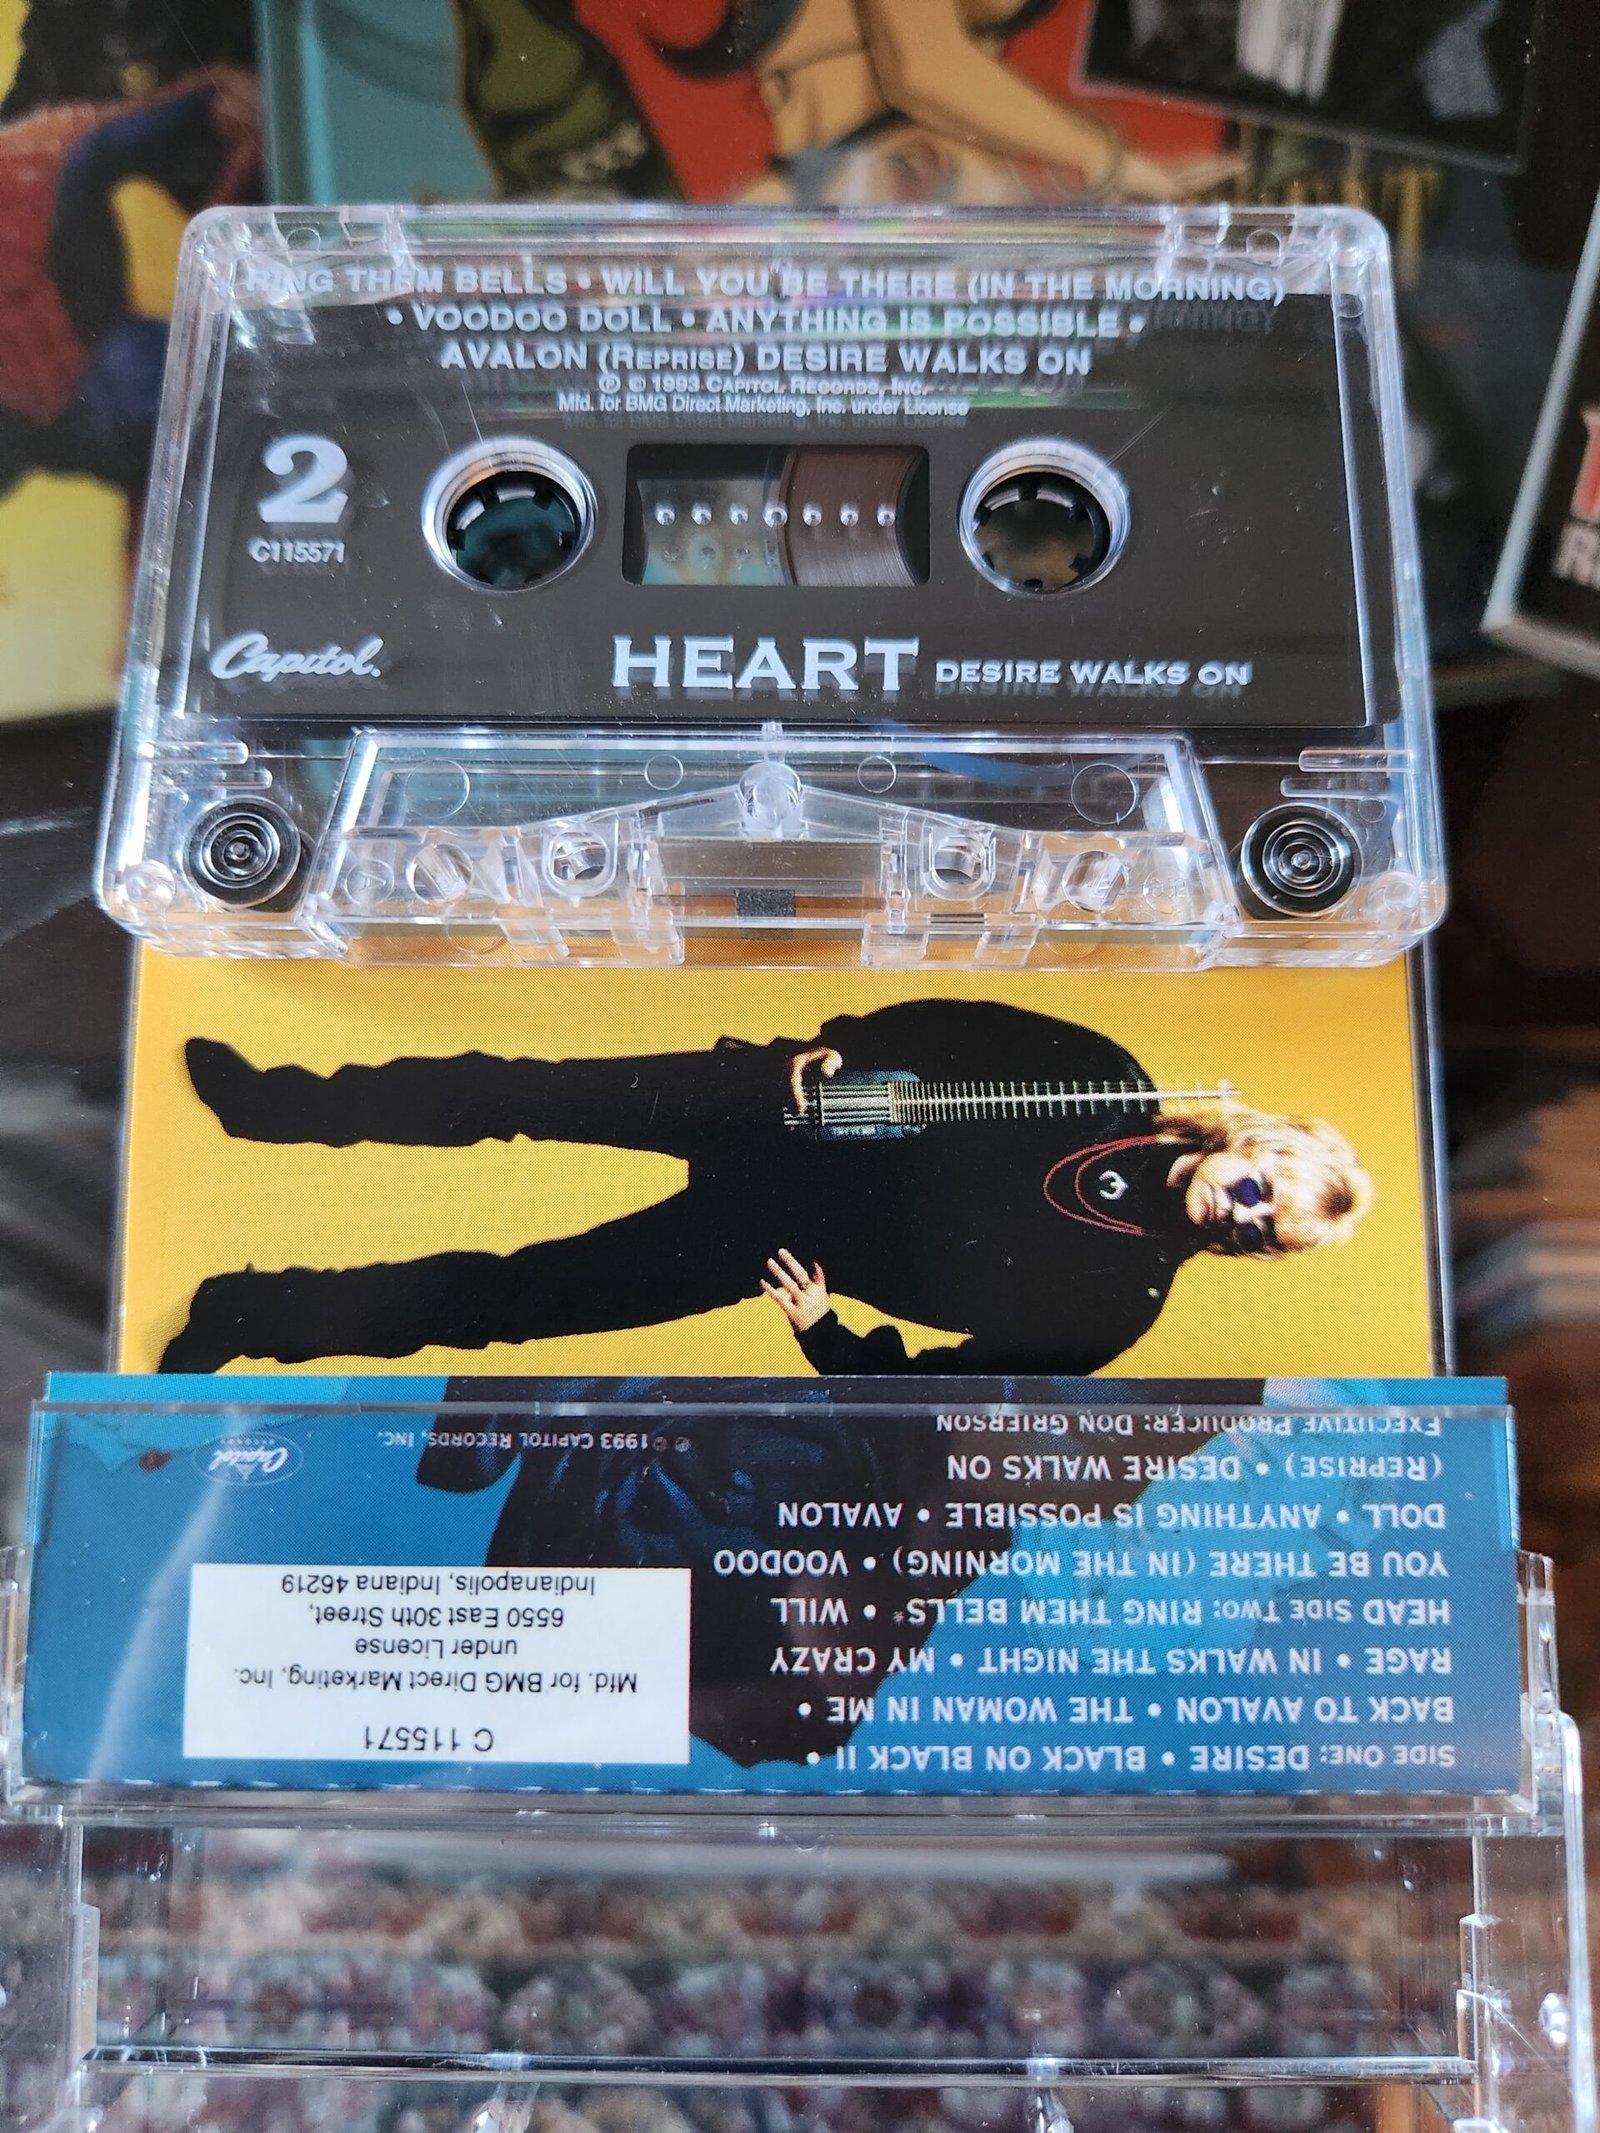 RING THEM BELLS • WILL YOU BE THERE (IN THE MORNING)
• VOODOO DOLL • ANYTHING IS POSSIBLE •
AVALON (REPRISE) DESIRE WALKS ON
℗ © 1993 CAPITOL RECORDS, INC.
Mfd. for BMG Direct Marketing, Inc. under License
2
C115571
Capitol.
HEART DESIRE WALKS ON
SIDE ONE: DESIRE • BLACK ON BLACK II •
BACK TO AVALON • THE WOMAN IN ME •
RAGE • IN WALKS THE NIGHT • MY CRAZY
HEAD SIDE TWO: RING THEM BELLS* • WILL
YOU BE THERE (IN THE MORNING) • VOODOO
DOLL • ANYTHING IS POSSIBLE • AVALON
(REPRISE) • DESIRE WALKS ON
EXECUTIVE PRODUCER: DON GRIERSON
C 115571
Mfd. for BMG Direct Marketing, Inc.
under License
6550 East 30th Street,
Indianapolis, Indiana 46219
℗ © 1993 CAPITOL RECORDS, INC.
Capitol
RECORDS